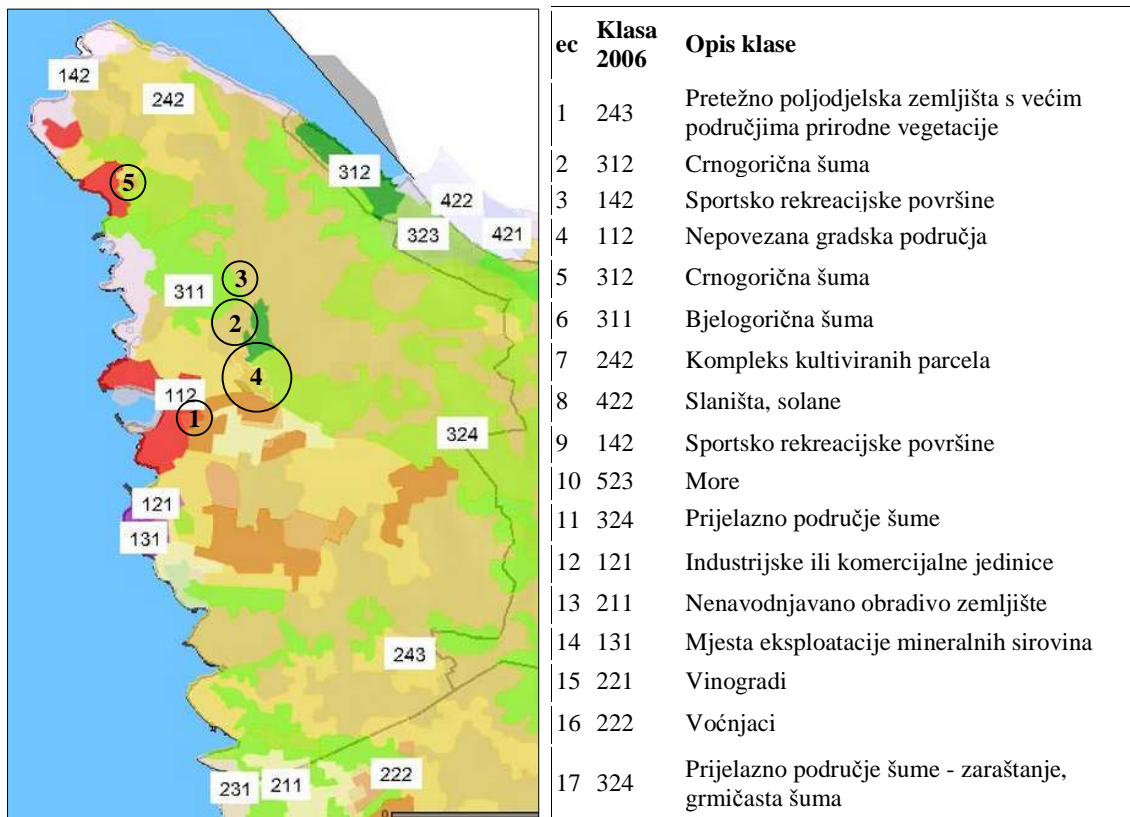 142
242
5
312
422
323
421
3
311
2
4
112
1
324
121
131
243
231
211
222
0
ec Klasa 2006 Opis klase
1 243 Pretežno poljodjelska zemljišta s većim
područjima prirodne vegetacije
2 312 Crnogorična šuma
3 142 Sportsko rekreacijske površine
4 112 Nepovezana gradska područja
5 312 Crnogorična šuma
6 311 Bjelogorična šuma
7 242 Kompleks kultiviranih parcela
8 422 Slaništa, solane
9 142 Sportsko rekreacijske površine
10 523 More
11 324 Prijelazno područje šume
12 121 Industrijske ili komercijalne jedinice
13 211 Nenavodnjavano obradivo zemljište
14 131 Mjesta eksploatacije mineralnih sirovina
15 221 Vinogradi
16 222 Voćnjaci
17 324 Prijelazno područje šume - zaraštanje,
grmičasta šuma